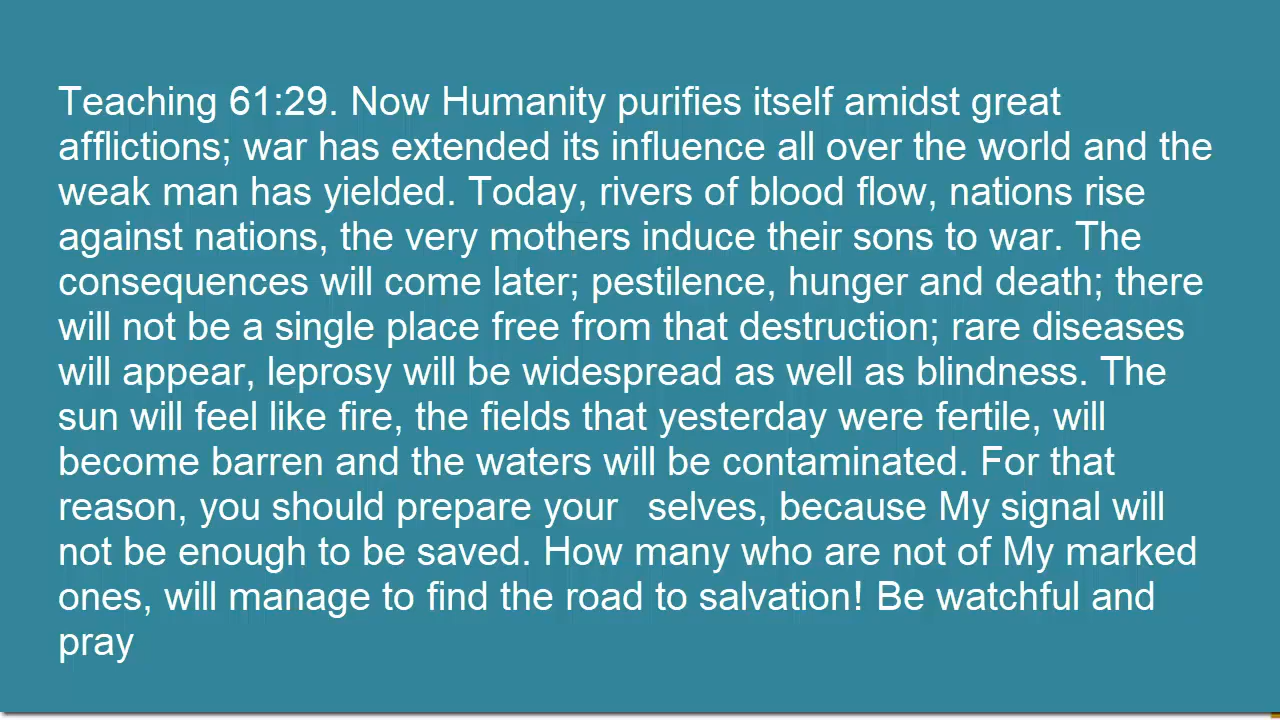 Teaching 61:29. Now Humanity purifies itself amidst great
afflictions; war has extended its influence all over the world and the
weak man has yielded. Today, rivers of blood flow, nations rise
against nations, the very mothers induce their sons to war. The
consequences will come later; pestilence, hunger and death; there
will not be a single place free from that destruction; rare diseases
will appear, leprosy will be widespread as well as blindness. The
sun will feel like fire, the fields that yesterday were fertile, will
become barren and the waters will be contaminated. For that
reason, you should prepare your   selves, because My signal will
not be enough to be saved. How many who are not of My marked
ones, will manage to find the road to salvation! Be watchful and
pray